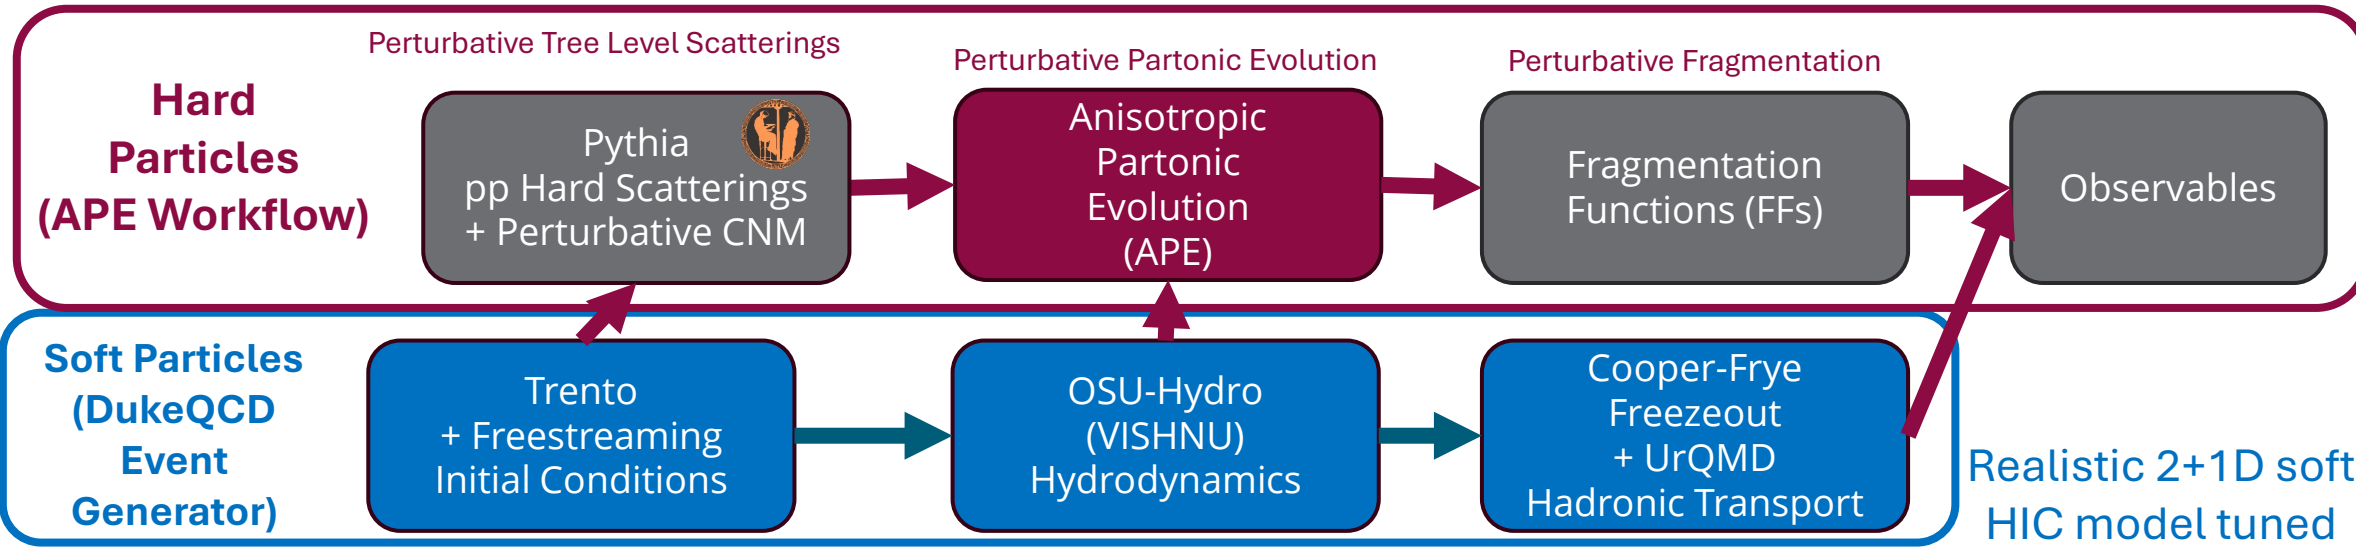 Perturbative Tree Level Scatterings
Perturbative Partonic Evolution
Perturbative Fragmentation
Hard
Particles
(APE Workflow)
Pythia
pp Hard Scatterings
+ Perturbative CNM
Anisotropic
Partonic
Evolution
(APE)
Fragmentation
Functions (FFs)
Observables
Soft Particles
(DukeQCD
Event
Generator)
Trento
+ Freestreaming
Initial Conditions
OSU-Hydro
(VISHNU)
Hydrodynamics
Cooper-Frye
Freezeout
+ UrQMD
Hadronic Transport
Realistic 2+1D soft
HIC model tuned